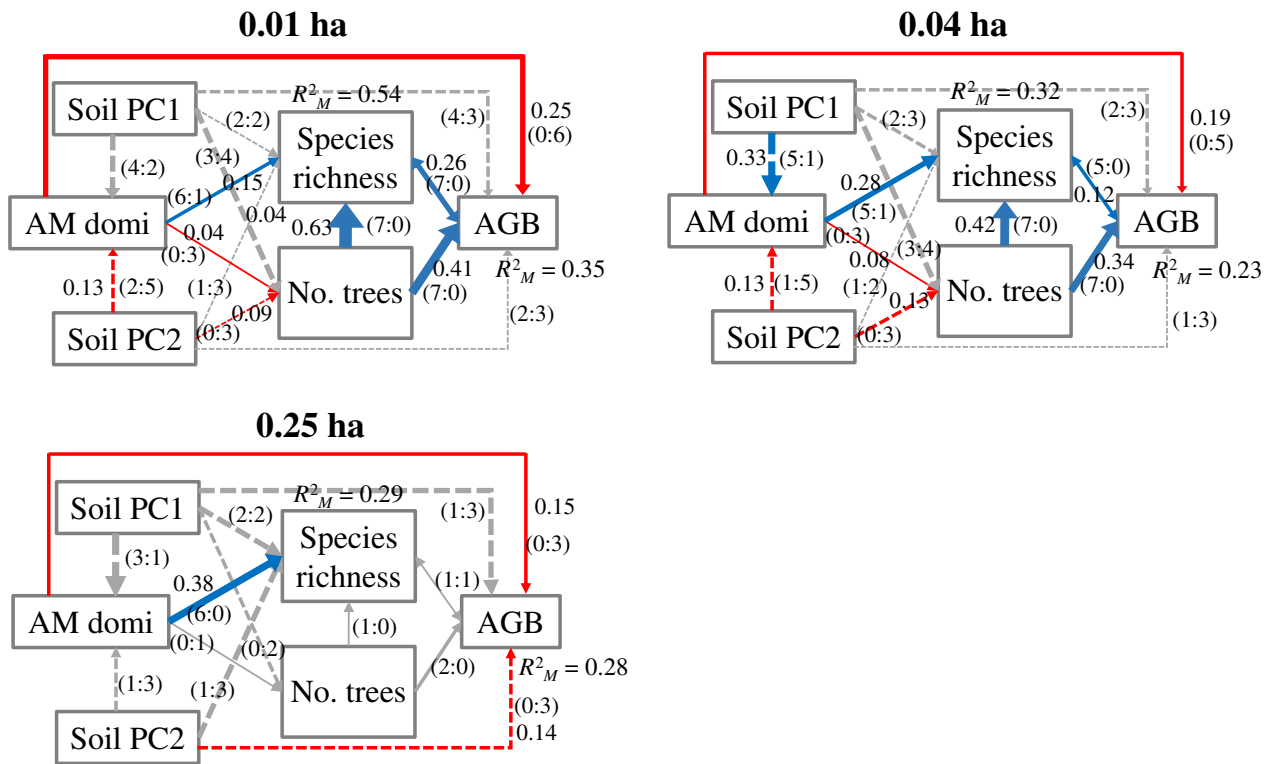 0.01 ha
Soil PC1
R²M = 0.54
(2:2)
(4:3)
0.25
(0:6)
Species
richness
(4:2)
(3:4)
0.26
(7:0)
(6:1)
0.15
AM domi
0.04
0.04
0.63
(7:0)
AGB
(0:3)
0.41
(7:0)
R²M = 0.35
0.13
(2:5)
(1:3)
No. trees
0.09
(2:3)
Soil PC2
(0:3)
0.04 ha
Soil PC1
R²M = 0.32
(2:3)
(2:3)
0.19
(0:5)
Species
richness
0.33
(5:1)
(5:0)
0.28
0.12
AM domi
(5:1)
0.42
(7:0)
AGB
(0:3)
(3:4)
0.08
0.34
R²M = 0.23
(7:0)
0.13
(1:5)
(1:2)
0.13
No. trees
Soil PC2
(0:3)
(1:3)
0.25 ha
Soil PC1
R²M = 0.29
(2:2)
(1:3)
0.15
(0:3)
Species
richness
(3:1)
0.38
(1:1)
(6:0)
AM domi
(0:1)
(0:2)
(1:0)
AGB
(2:0)
R²M = 0.28
(1:3)
(1:3)
No. trees
(0:3)
0.14
Soil PC2